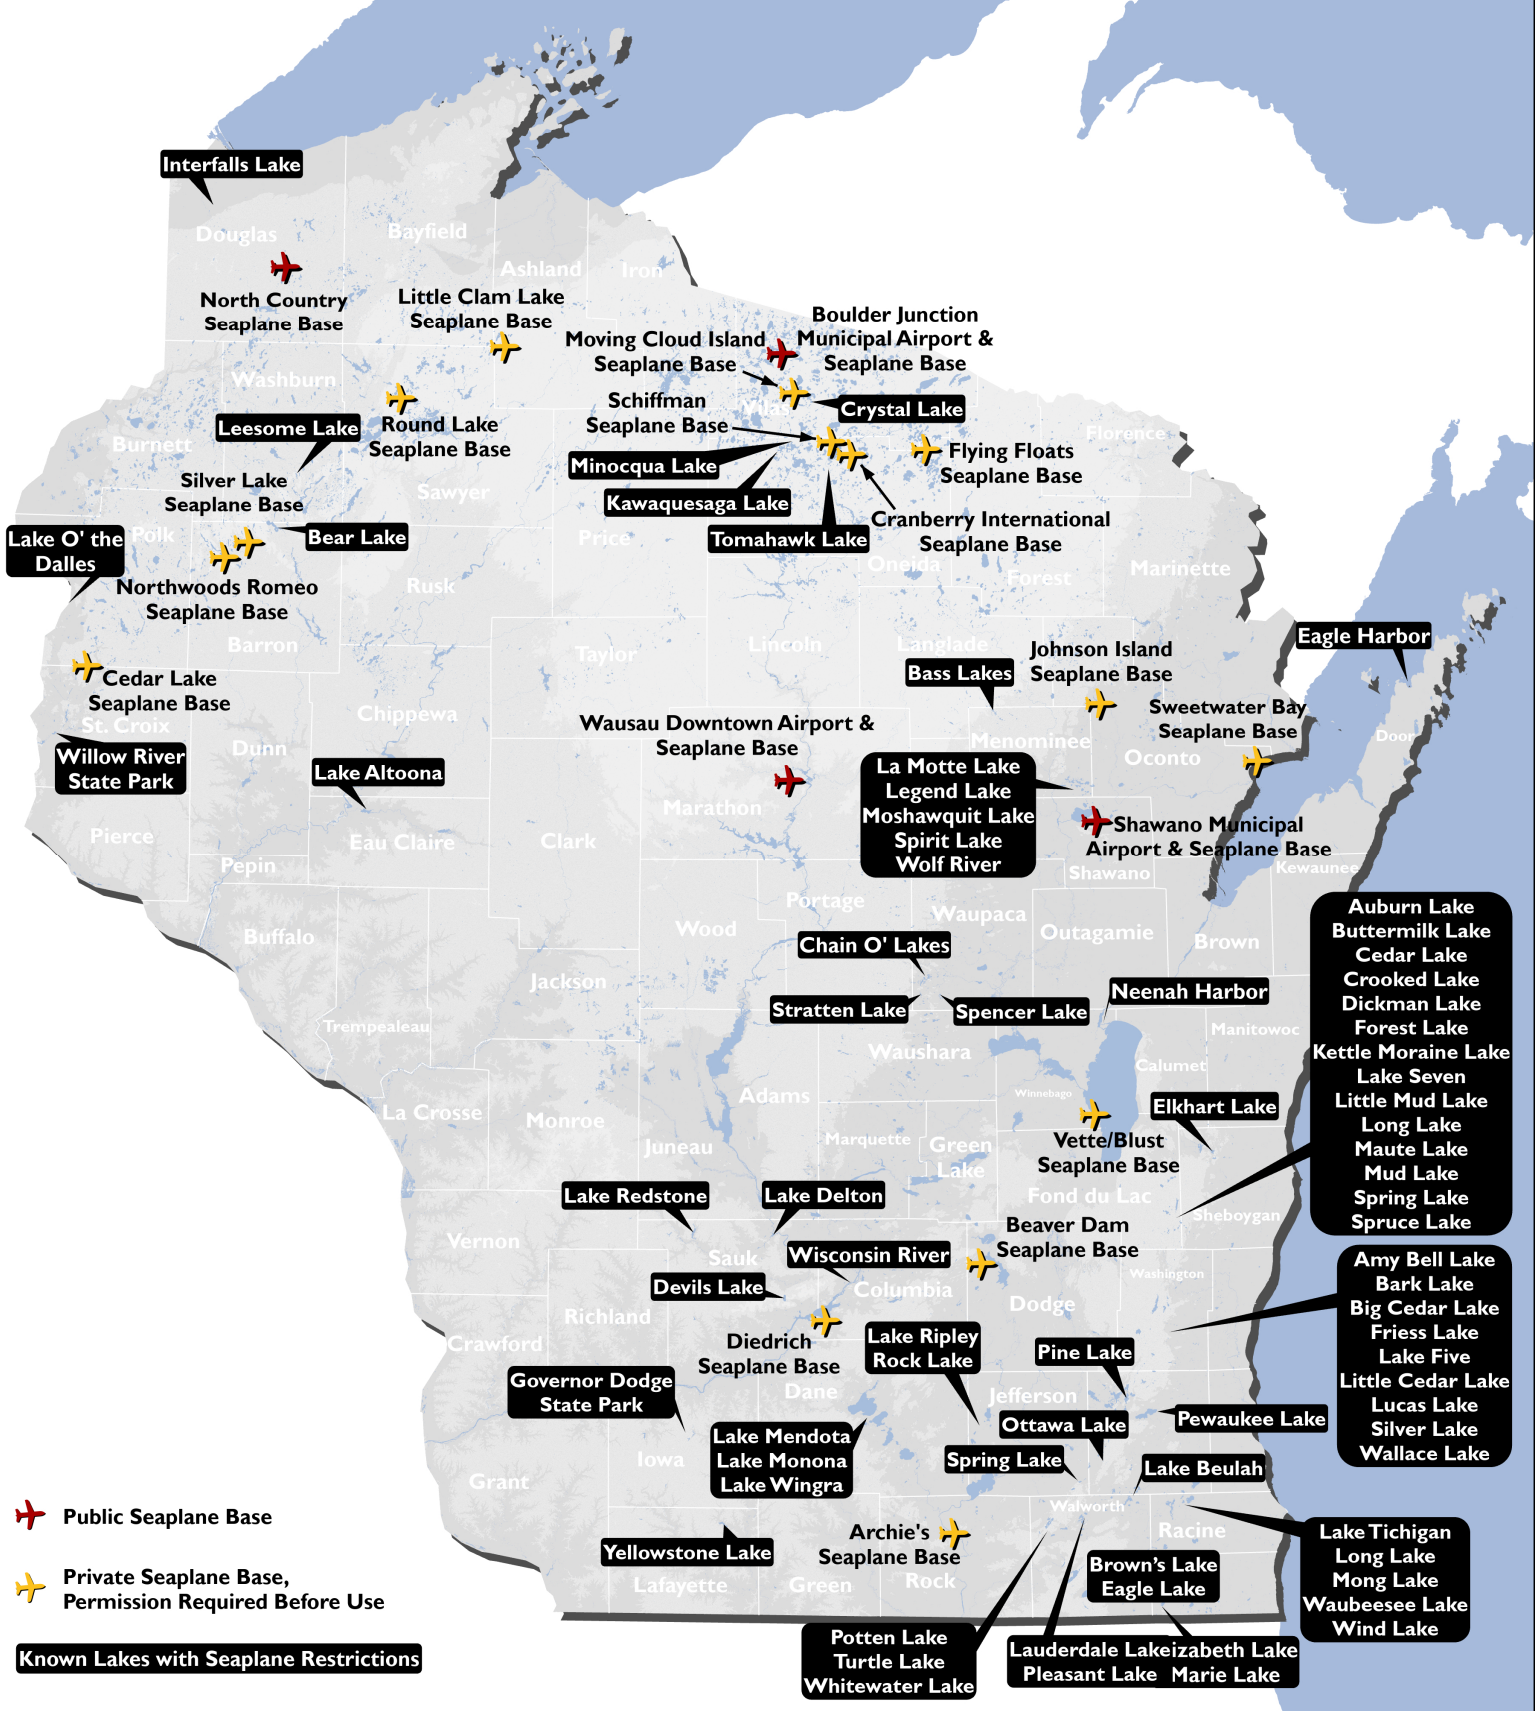 Interfalls Lake
Douglas
Bayfield
Ashland
Iron
North Country
Seaplane Base
Little Clam Lake
Seaplane Base
Moving Cloud Island
Seaplane Base
Boulder Junction
Municipal Airport &
Seaplane Base
Washburn
Vilas
Crystal Lake
Schiffman
Seaplane Base
Leesome Lake
Round Lake
Seaplane Base
Burnett
Florence
Flying Floats
Seaplane Base
Minocqua Lake
Kawaquesaga Lake
Silver Lake
Seaplane Base
Sawyer
Cranberry International
Seaplane Base
Tomahawk Lake
Lake O' the
Dalles
Polk
Bear Lake
Price
Oneida
Forest
Marinette
Northwoods Romeo
Seaplane Base
Rusk
Barron
Taylor
Lincoln
Langlade
Eagle Harbor
Johnson Island
Seaplane Base
Bass Lakes
Cedar Lake
Seaplane Base
St. Croix
Chippewa
Sweetwater Bay
Seaplane Base
Wausau Downtown Airport &
Seaplane Base
Menominee
Door
Willow River
State Park
Dunn
Lake Altoona
Oconto
La Motte Lake
Legend Lake
Moshawquit Lake
Spirit Lake
Wolf River
Marathon
Pierce
Eau Claire
Clark
Shawano Municipal
Airport & Seaplane Base
Pepin
Shawano
Kewaunee
Portage
Waupaca
Wood
Outagamie
Brown
Buffalo
Auburn Lake
Buttermilk Lake
Cedar Lake
Crooked Lake
Dickman Lake
Forest Lake
Kettle Moraine Lake
Lake Seven
Little Mud Lake
Long Lake
Maute Lake
Mud Lake
Spring Lake
Spruce Lake
Chain O' Lakes
Jackson
Neenah Harbor
Stratten Lake
Spencer Lake
Trempealeau
Manitowoc
Waushara
Calumet
Adams
Winnebago
La Crosse
Monroe
Elkhart Lake
Juneau
Marquette
Green
Lake
Vette/Blust
Seaplane Base
Lake Redstone
Lake Delton
Fond du Lac
Sheboygan
Vernon
Beaver Dam
Seaplane Base
Sauk
Wisconsin River
Washington
Amy Bell Lake
Bark Lake
Big Cedar Lake
Friess Lake
Lake Five
Little Cedar Lake
Lucas Lake
Silver Lake
Wallace Lake
Devils Lake
Columbia
Dodge
Richland
Crawford
Diedrich
Seaplane Base
Lake Ripley
Rock Lake
Pine Lake
Governor Dodge
State Park
Dane
Jefferson
Ottawa Lake
Pewaukee Lake
Lake Mendota
Lake Monona
Lake Wingra
Iowa
Spring Lake
Lake Beulah
Grant
Walworth
Public Seaplane Base
Archie's
Seaplane Base
Racine
Lake Tichigan
Long Lake
Mong Lake
Waubeesee Lake
Wind Lake
Yellowstone Lake
Brown's Lake
Eagle Lake
Private Seaplane Base,
Permission Required Before Use
Lafayette
Green
Rock
Potten Lake
Turtle Lake
Whitewater Lake
Lauderdale Lake
Pleasant Lake
izabeth Lake
Marie Lake
Known Lakes with Seaplane Restrictions